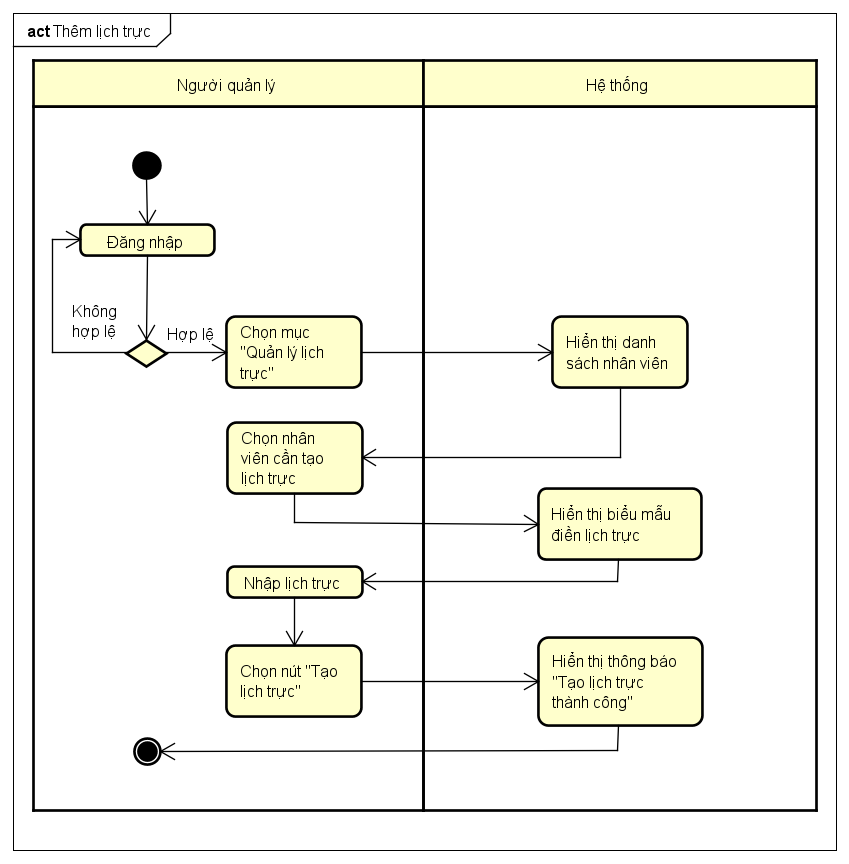 act Thêm lịch trực
Người quản lý
Hệ thống
Đăng nhập
Không
hợp lệ
Hợp lệ
Chọn mục
"Quản lý lịch
trực"
Hiển thị danh
sách nhân viên
Chọn nhân
viên cần tạo
lịch trực
Hiển thị biểu mẫu
điền lịch trực
Nhập lịch trực
Chọn nút "Tạo
lịch trực"
Hiển thị thông báo
"Tạo lịch trực
thành công"